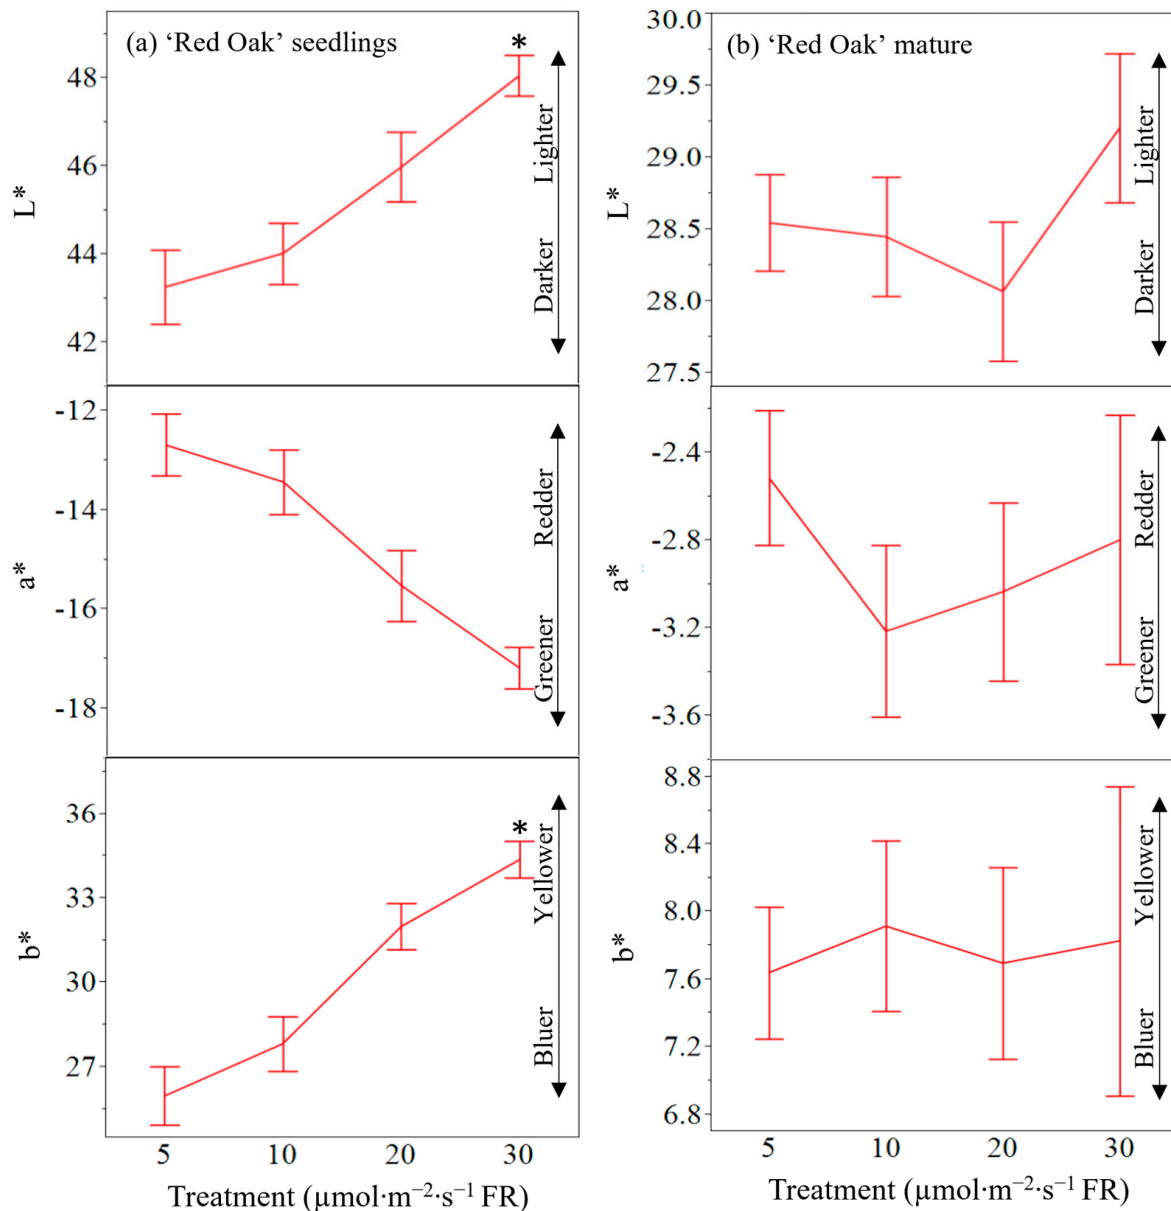 (a) ‘Red Oak’ seedlings
*
48
46
44
42
L*
Lighter
Darker
-12
-14
-16
-18
a*
Redder
Greener
36
33
30
27
b*
*
Yellower
Bluer
5 10 20 30
Treatment (µmol·m⁻²·s⁻¹ FR)
(b) ‘Red Oak’ mature
30.0
29.5
29.0
28.5
28.0
27.5
L*
Lighter
Darker
-2.4
-2.8
-3.2
-3.6
a*
Redder
Greener
8.8
8.4
8.0
7.6
7.2
6.8
b*
Yellower
Bluer
5 10 20 30
Treatment (µmol·m⁻²·s⁻¹ FR)